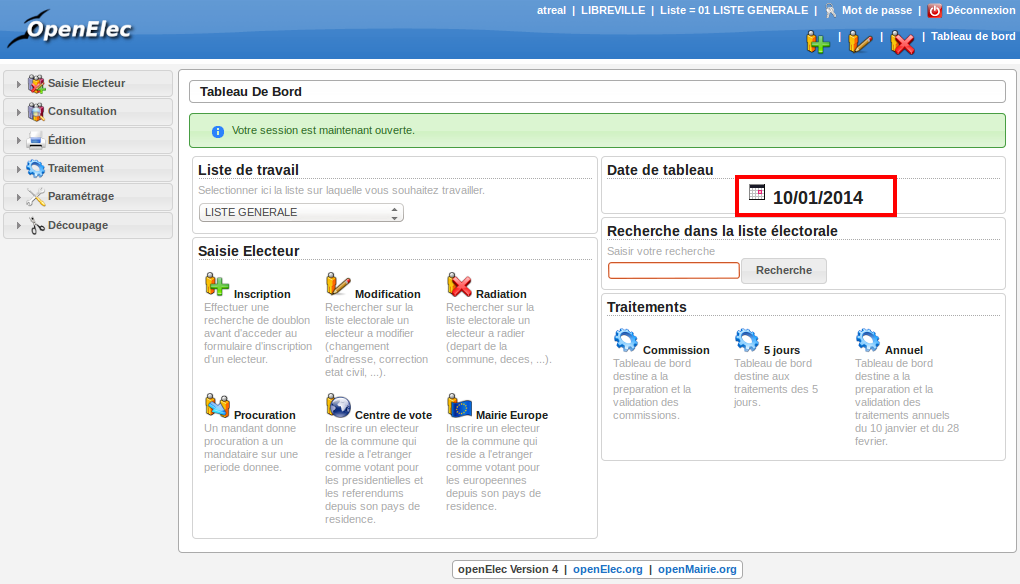 OpenElec
atreal | LIBREVILLE | Liste = 01 LISTE GENERALE | Mot de passe | Déconnexion
| | | Tableau de bord
Saisie Electeur
Consultation
Édition
Traitement
Paramétrage
Découpage
Tableau De Bord
Votre session est maintenant ouverte.
Liste de travail
Selectionner ici la liste sur laquelle vous souhaitez travailler.
LISTE GENERALE
Saisie Electeur
Inscription
Effectuer une
recherche de doublon
avant d'acceder au
formulaire d'inscription
d'un electeur.
Modification
Rechercher sur la
liste electorale un
electeur a modifier
(changement
d'adresse, correction
etat civil, ...).
Radiation
Rechercher sur la
liste electorale un
electeur a radier
(depart de la
commune, deces, ...).
Procuration
Un mandant donne
procuration a un
mandataire sur une
periode donnee.
Centre de vote
Inscrire un electeur
de la commune qui
reside a l'etranger
comme votant pour
les presidentielles et
les referendums
depuis son pays de
residence.
Mairie Europe
Inscrire un electeur
de la commune qui
reside a l'etranger
comme votant pour
les europeennes
depuis son pays de
residence.
Date de tableau
10/01/2014
Recherche dans la liste électorale
Saisir votre recherche
Recherche
Traitements
Commission
Tableau de bord
destine a la
preparation et la
validation des
commissions.
5 jours
Tableau de bord
destine aux
traitements des 5
jours.
Annuel
Tableau de bord
destine a la
preparation et la
validation des
traitements annuels
du 10 janvier et du 28
fevrier.
openElec Version 4 | openElec.org | openMairie.org